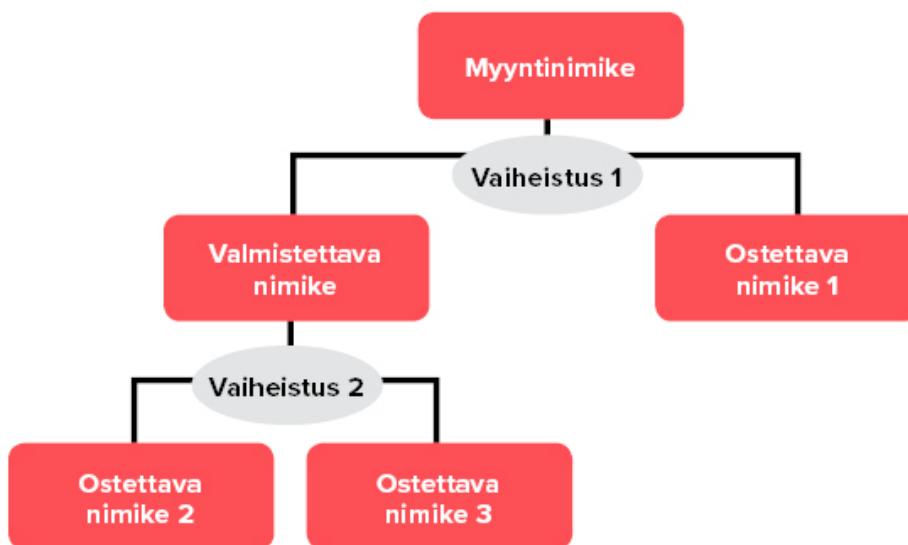 Myyntinimike
Vaiheistus 1
Valmistettava
nimike
Ostettava
nimike 1
Vaiheistus 2
Ostettava
nimike 2
Ostettava
nimike 3